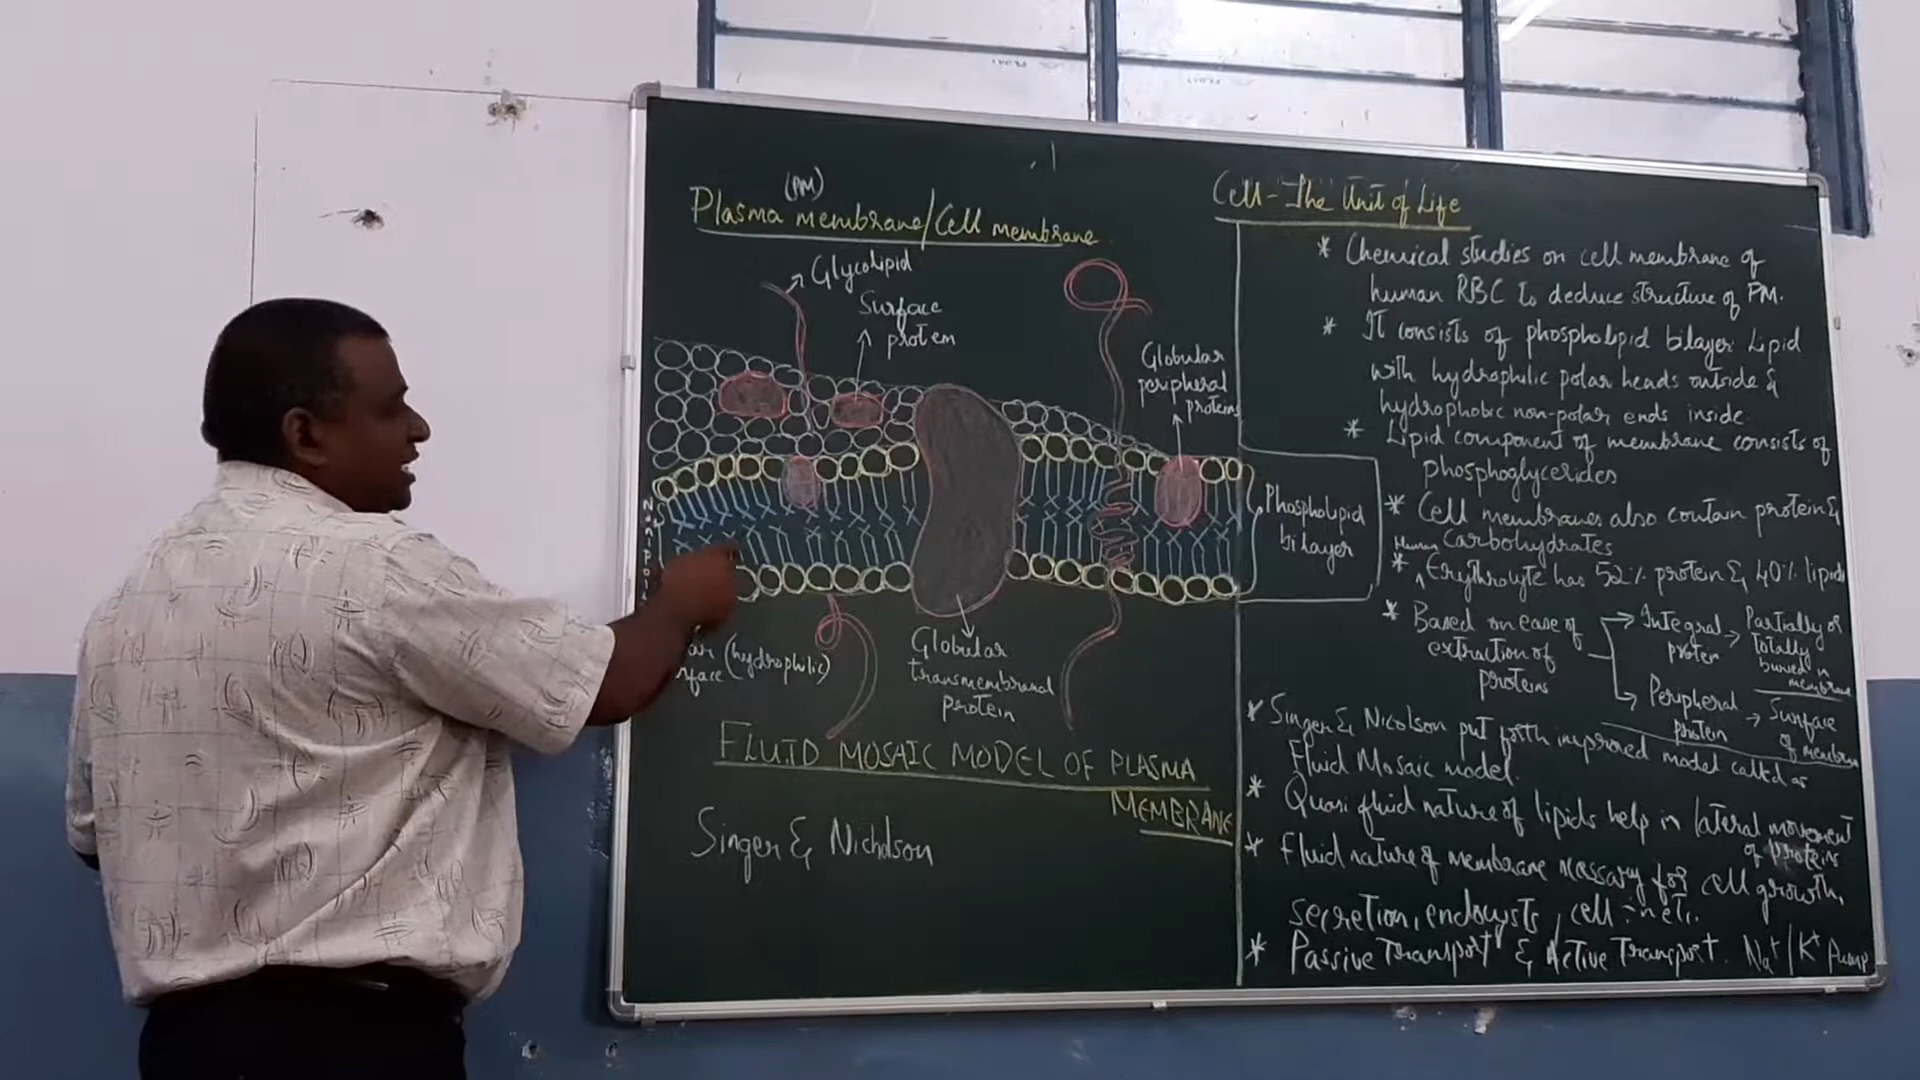 (PM)
Plasma membrane/Cell membrane
Glycolipid
Surface
protein
Globular
peripheral
proteins
Phospholipid
bilayer
(hydrophilic)
Globular
transmembranal
protein
FLUID MOSAIC MODEL OF PLASMA
MEMBRANE
Singer & Nicholson
Cell - The Unit of Life
* Chemical studies on cell membrane of
human RBC to deduce structure of PM.
* It consists of phospholipid bilayer. Lipid
with hydrophilic polar heads outside &
hydrophobic non-polar ends inside
* Lipid component of membrane consists of
phosphoglycerides
* Cell membranes also contain protein &
carbohydrates
Human
* Erythrolyte has 52% protein & 40% lipids
* Based on ease of
extraction of
proteins
Integral
protein
Partially or
totally
buried in
membrane
Peripheral
protein
Surface
of membrane
* Singer & Nicolson put forth improved model called as
Fluid Mosaic model.
* Quasi fluid nature of lipids help in lateral movement
of proteins
* Fluid nature of membrane necessary for cell growth,
secretion, endocysts, cell
* Passive Transport & Active Transport. Na+/K+ Pump